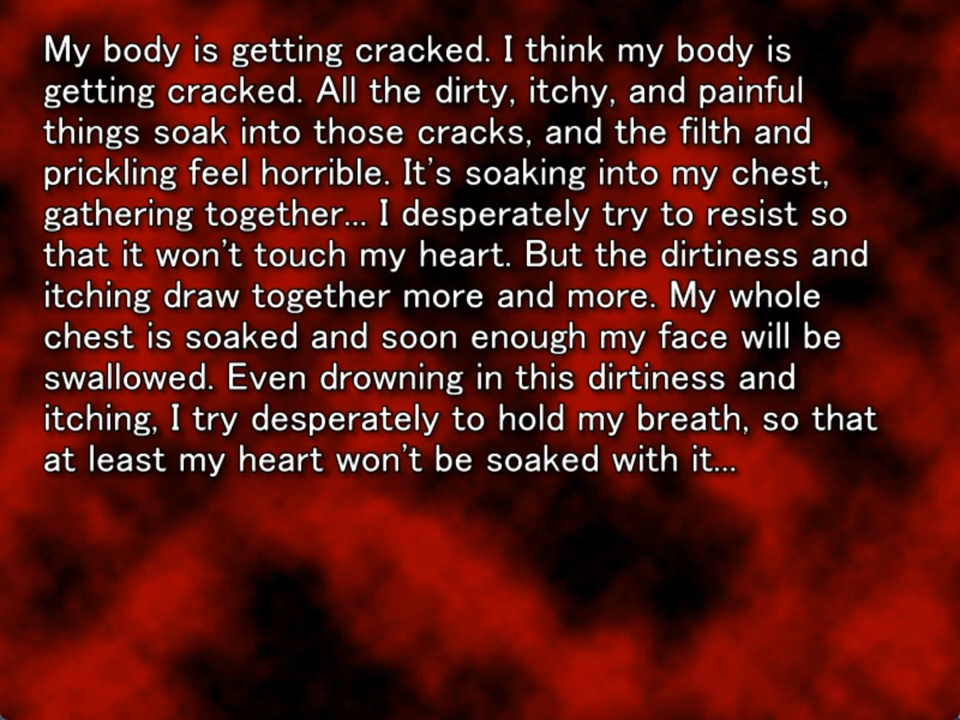 My body is getting cracked. I think my body is
getting cracked. All the dirty, itchy, and painful
things soak into those cracks, and the filth and
prickling feel horrible. It's soaking into my chest,
gathering together... I desperately try to resist so
that it won't touch my heart. But the dirtiness and
itching draw together more and more. My whole
chest is soaked and soon enough my face will be
swallowed. Even drowning in this dirtiness and
itching, I try desperately to hold my breath, so that
at least my heart won't be soaked with it...